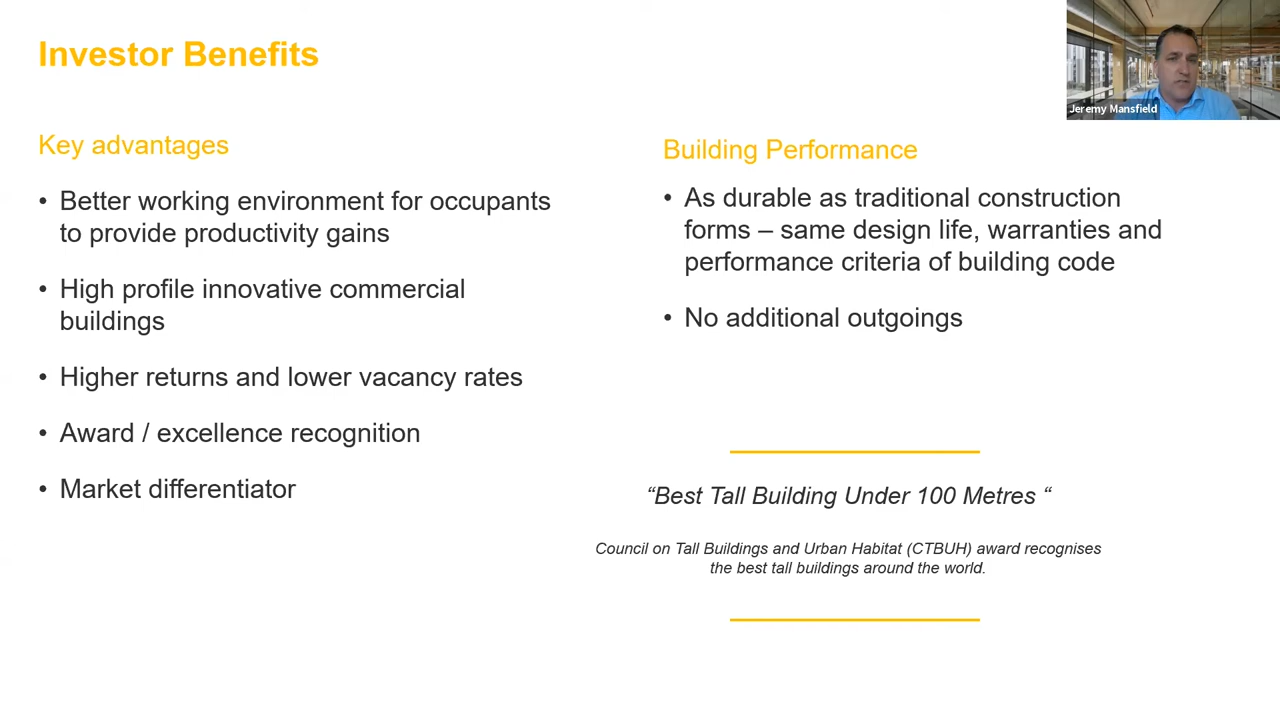 Investor Benefits
Jeremy Mansfield
Key advantages
• Better working environment for occupants
to provide productivity gains
• High profile innovative commercial
buildings
• Higher returns and lower vacancy rates
• Award / excellence recognition
• Market differentiator
Building Performance
• As durable as traditional construction
forms – same design life, warranties and
performance criteria of building code
• No additional outgoings
“Best Tall Building Under 100 Metres “
Council on Tall Buildings and Urban Habitat (CTBUH) award recognises
the best tall buildings around the world.